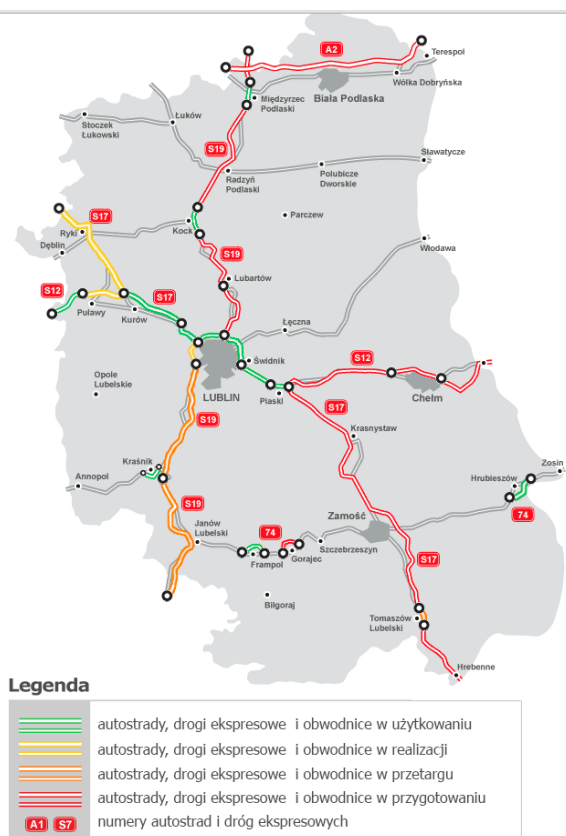 A2
Terespol
Wólka Dobryńska
Biała Podlaska
Międzyrzec
Podlaski
Łuków
Stoczek
Łukowski
S19
Sławatycze
Radzyń
Podlaski
Polubicze
Dworskie
S17
Ryki
Dęblin
Kock
Parczew
S19
Włodawa
Lubartów
S12
S17
Puławy
Kurów
Łęczna
Świdnik
S12
Opole
Lubelskie
LUBLIN
Piaski
Chełm
S17
S19
Krasnystaw
Kraśnik
Annopol
Zosin
Hrubieszów
S19
74
Zamość
Janów
Lubelski
74
Szczebrzeszyn
Frampol
Gorajec
S17
Biłgoraj
Tomaszów
Lubelski
Hrebenne
Legenda
autostrady, drogi ekspresowe i obwodnice w użytkowaniu
autostrady, drogi ekspresowe i obwodnice w realizacji
autostrady, drogi ekspresowe i obwodnice w przetargu
autostrady, drogi ekspresowe i obwodnice w przygotowaniu
A1 S7 numery autostrad i dróg ekspresowych